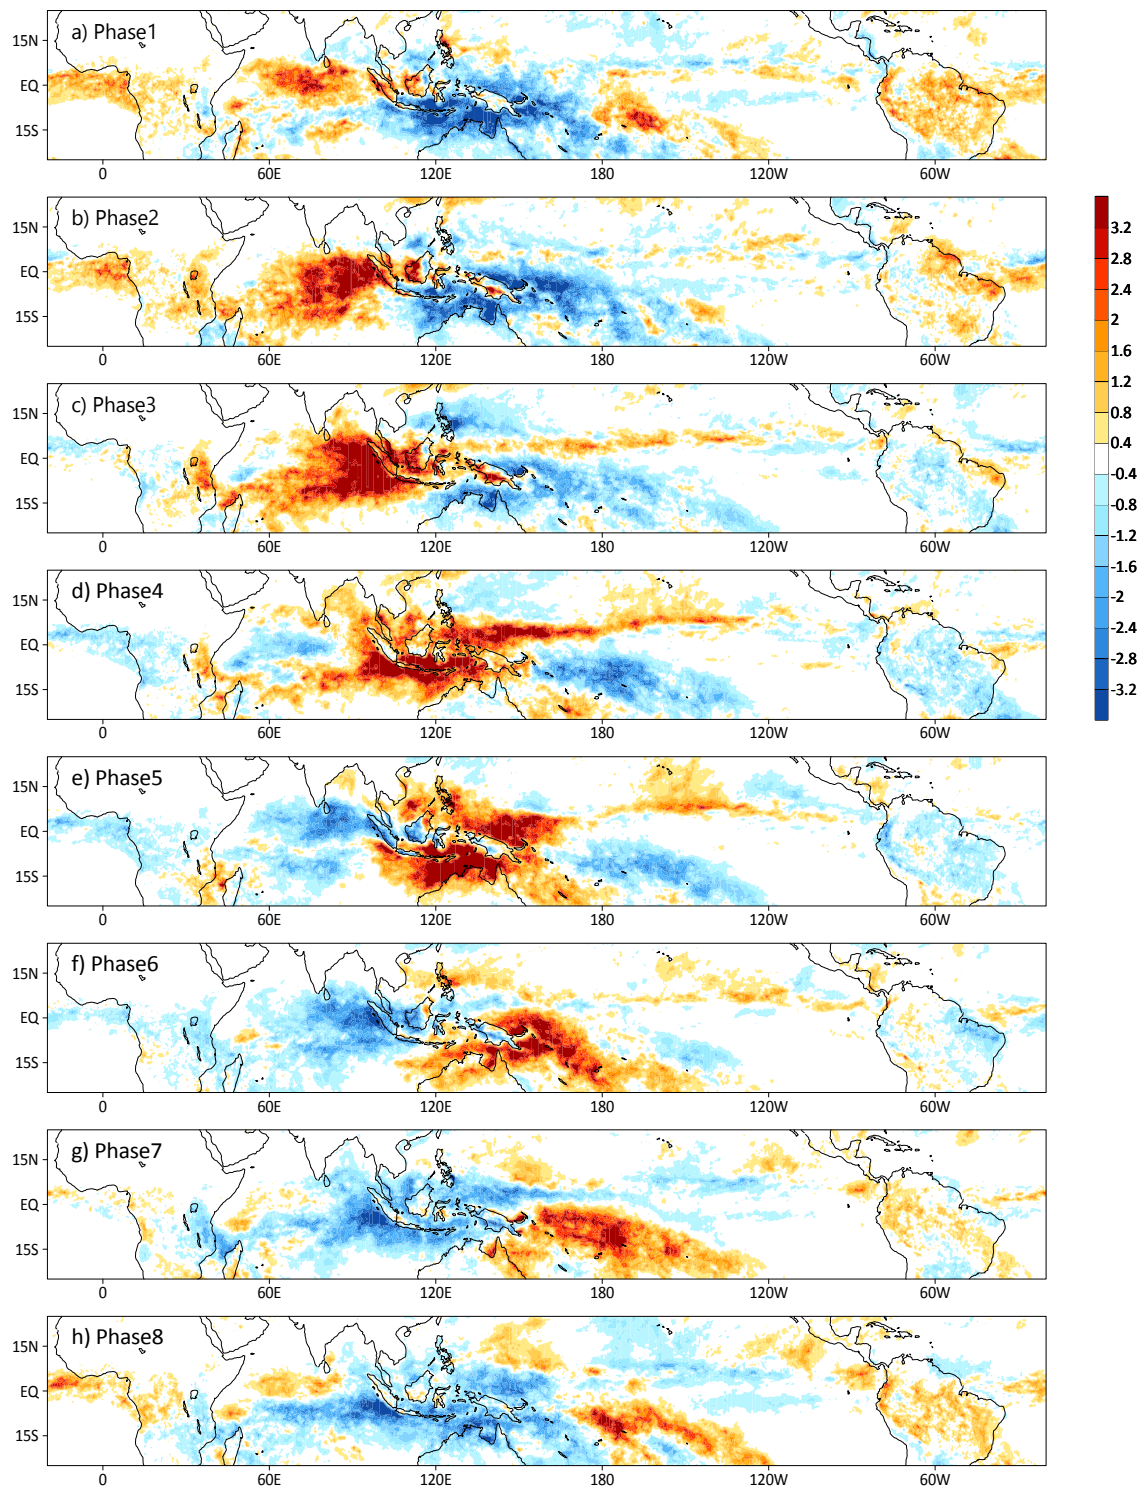 a) Phase1
15N
EQ
15S
0 60E 120E 180 120W 60W
b) Phase2
15N
EQ
15S
0 60E 120E 180 120W 60W
c) Phase3
15N
EQ
15S
0 60E 120E 180 120W 60W
d) Phase4
15N
EQ
15S
0 60E 120E 180 120W 60W
e) Phase5
15N
EQ
15S
0 60E 120E 180 120W 60W
f) Phase6
15N
EQ
15S
0 60E 120E 180 120W 60W
g) Phase7
15N
EQ
15S
0 60E 120E 180 120W 60W
h) Phase8
15N
EQ
15S
0 60E 120E 180 120W 60W
3.2
2.8
2.4
2
1.6
1.2
0.8
0.4
-0.4
-0.8
-1.2
-1.6
-2
-2.4
-2.8
-3.2